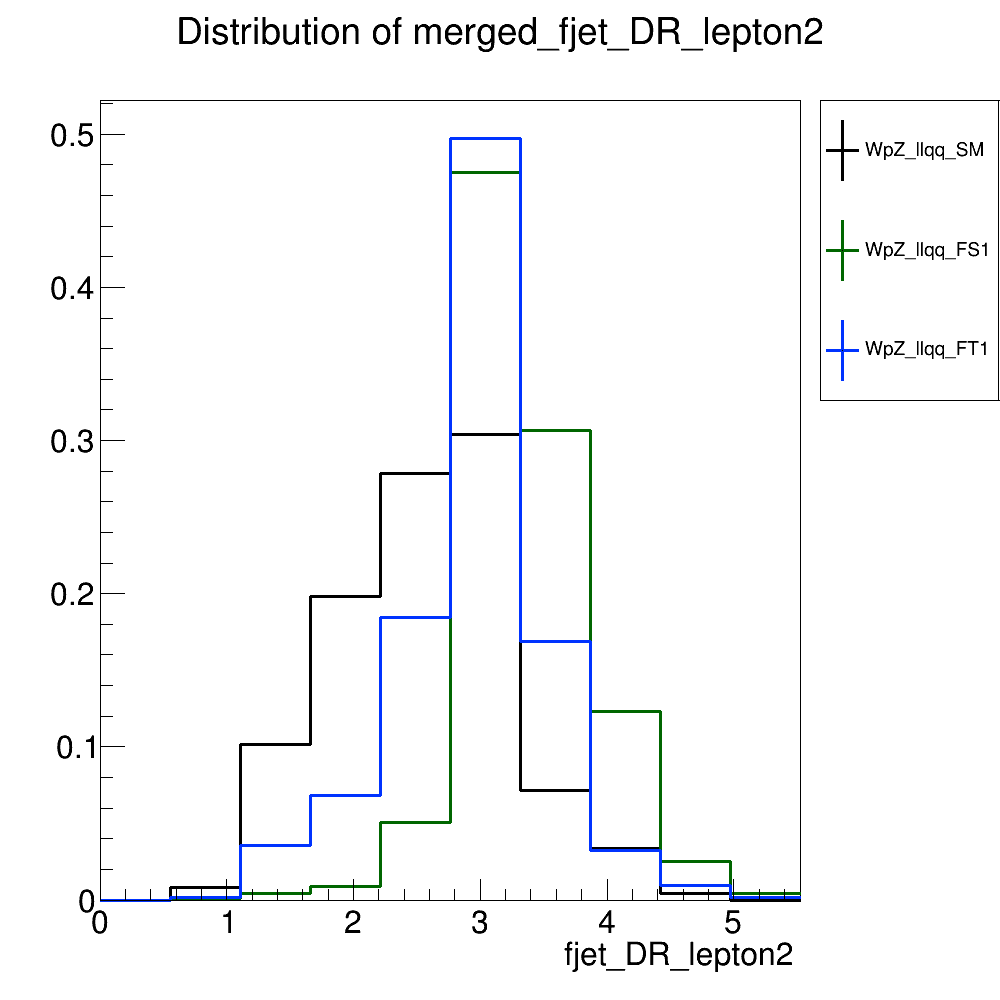 Distribution of merged_fjet_DR_lepton2
0.5
0.4
0.3
0.2
0.1
0
0 1 2 3 4 5
fjet_DR_lepton2
WpZ_llqq_SM
WpZ_llqq_FS1
WpZ_llqq_FT1